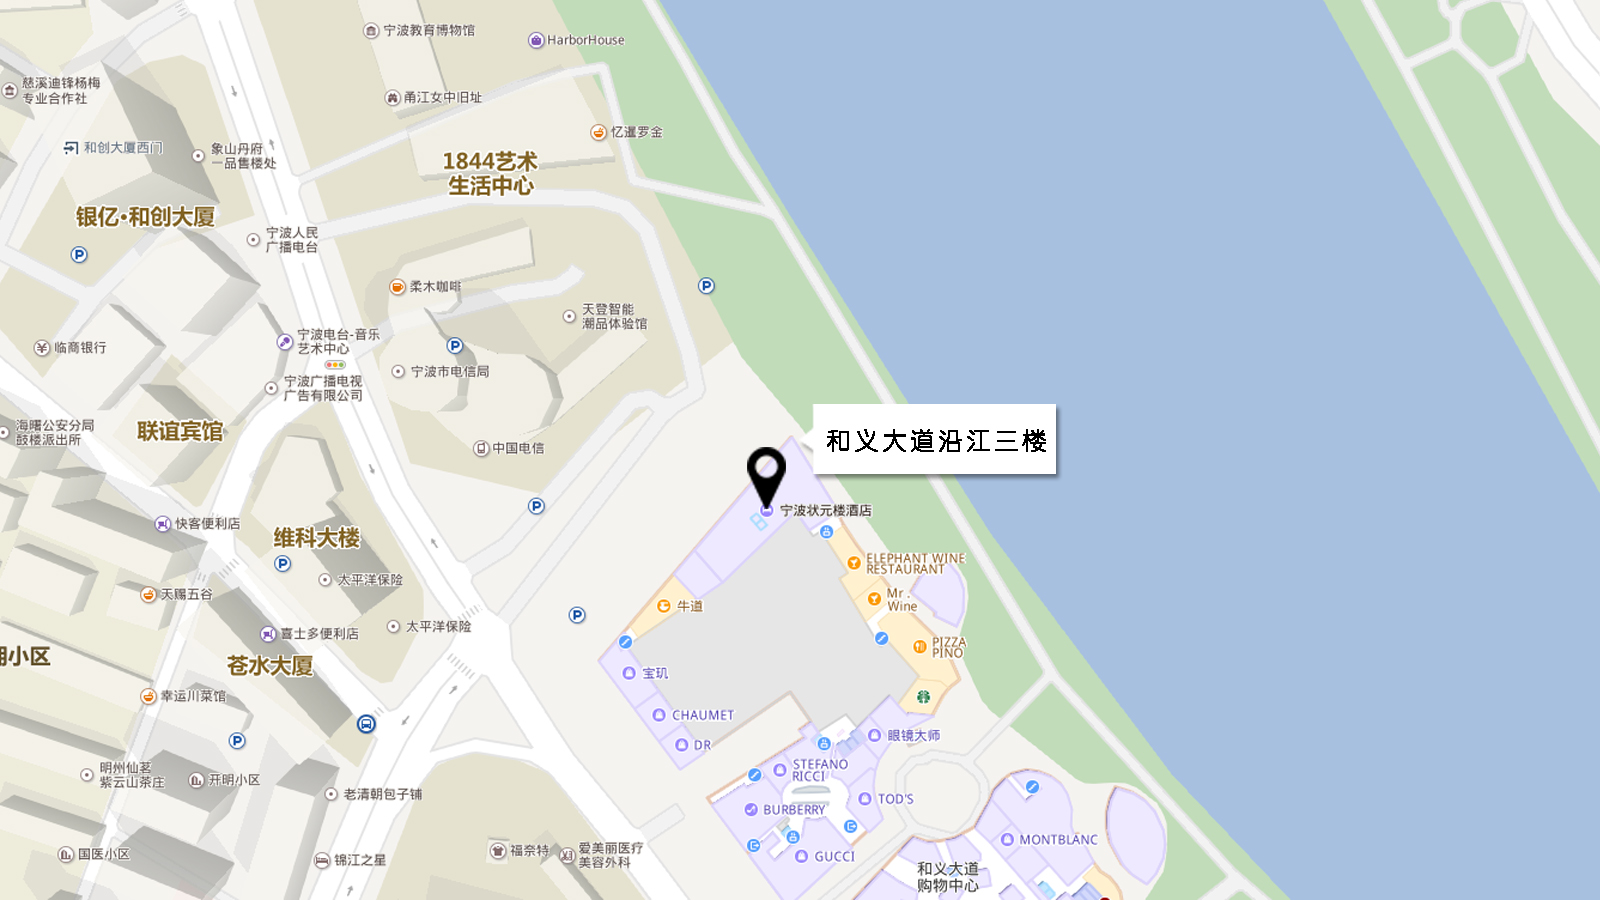 宁波教育博物馆
HarborHouse
慈溪迪锋杨梅
专业合作社
甬江女中旧址
忆暹罗金
和创大厦西门
象山丹府
一品售楼处
1844艺术
生活中心
银亿·和创大厦
宁波人民
广播电台
P
柔木咖啡
P
天登智能
潮品体验馆
临商银行
宁波电台-音乐
艺术中心
P
宁波市电信局
宁波广播电视
广告有限公司
海曙公安分局
鼓楼派出所
联谊宾馆
中国电信
和义大道沿江三楼
P
宁波状元楼酒店
快客便利店
维科大楼
P
太平洋保险
ELEPHANT WINE
RESTAURANT
天赐五谷
牛道
Mr .
Wine
P
喜士多便利店
太平洋保险
PIZZA
PINO
小区
苍水大厦
宝玑
幸运川菜馆
CHAUMET
P
DR
眼镜大师
明州仙茗
紫云山茶庄
开明小区
STEFANO
RICCI
老清朝包子铺
TOD'S
BURBERRY
MONTBLANC
国医小区
锦江之星
福奈特
爱美丽医疗
美容外科
GUCCI
和义大道
购物中心